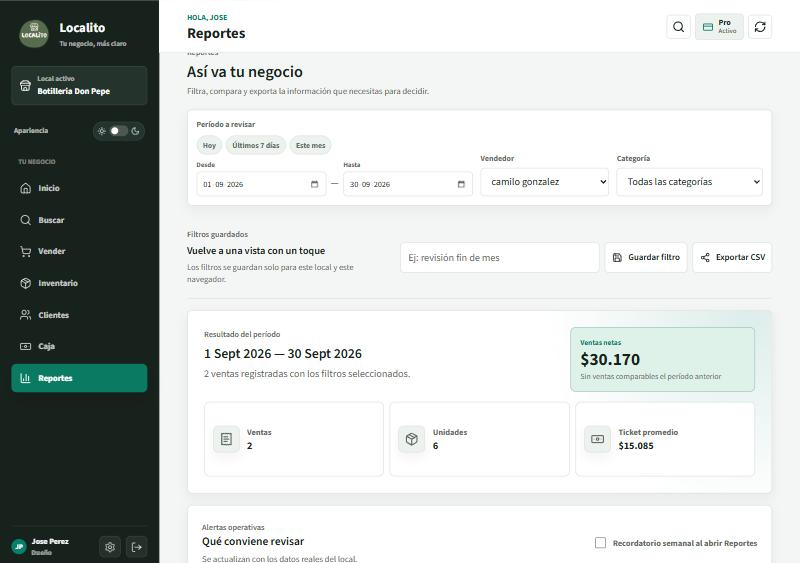 LOCALITO
Localito
Tu negocio, más claro
Local activo
Botilleria Don Pepe
Apariencia
TU NEGOCIO
Inicio
Buscar
Vender
Inventario
Clientes
Caja
Reportes
JP
Jose Perez
Dueño
HOLA, JOSE
Reportes
Pro
Activo
Reportes
Así va tu negocio
Filtra, compara y exporta la información que necesitas para decidir.
Período a revisar
Hoy
Últimos 7 días
Este mes
Desde
Hasta
Vendedor
Categoría
01-09-2026
—
30-09-2026
camilo gonzalez
Todas las categorías
Filtros guardados
Vuelve a una vista con un toque
Los filtros se guardan solo para este local y este
navegador.
Ej: revisión fin de mes
Guardar filtro
Exportar CSV
Resultado del período
1 Sept 2026 — 30 Sept 2026
2 ventas registradas con los filtros seleccionados.
Ventas netas
$30.170
Sin ventas comparables el período anterior
Ventas
2
Unidades
6
Ticket promedio
$15.085
Alertas operativas
Qué conviene revisar
Se actualizan con los datos reales del local.
Recordatorio semanal al abrir Reportes